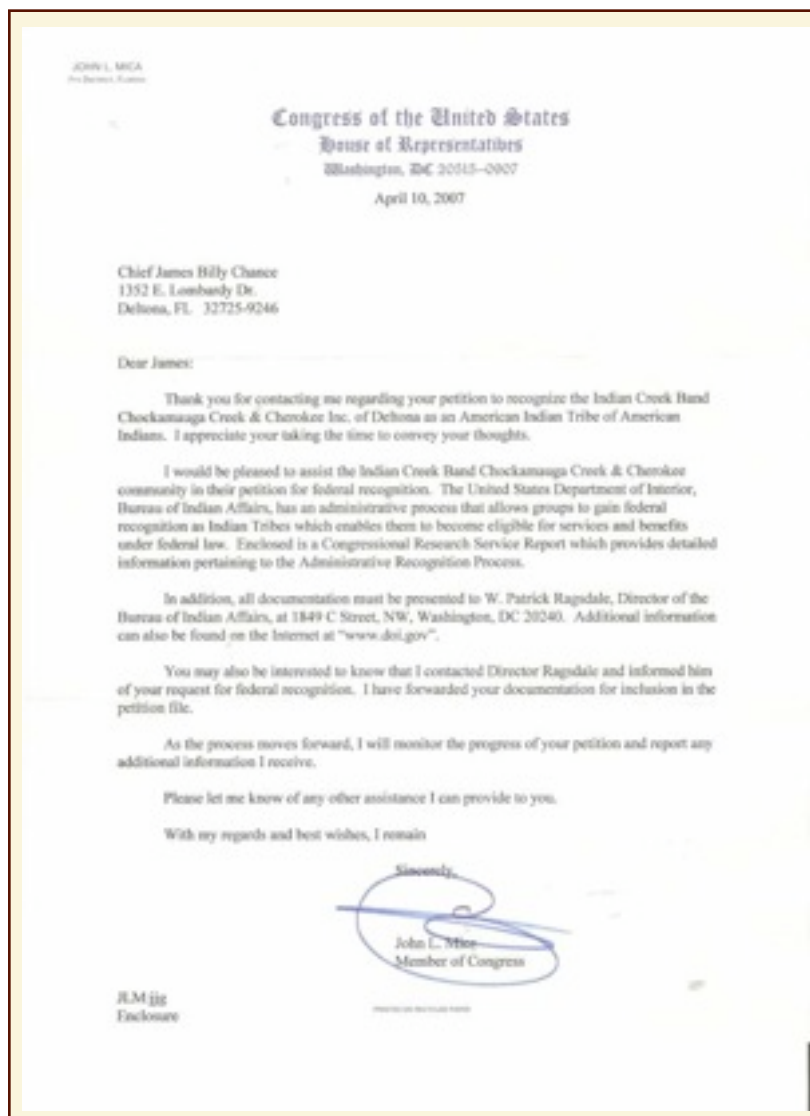 JOHN L. MICA
Congress of the United States
House of Representatives
Washington, DC 20515-0907
April 10, 2007
Chief James Billy Chance
1352 E. Lombardy Dr.
Deltona, FL 32725-9246
Dear James:
Thank you for contacting me regarding your petition to recognize the Indian Creek Band
Chockamauga Creek & Cherokee Inc. of Deltona as an American Indian Tribe of American
Indians. I appreciate your taking the time to convey your thoughts.
I would be pleased to assist the Indian Creek Band Chockamauga Creek & Cherokee
community in their petition for federal recognition. The United States Department of Interior,
Bureau of Indian Affairs, has an administrative process that allows groups to gain federal
recognition as Indian Tribes which enables them to become eligible for services and benefits
under federal law. Enclosed is a Congressional Research Service Report which provides detailed
information pertaining to the Administrative Recognition Process.
In addition, all documentation must be presented to W. Patrick Ragsdale, Director of the
Bureau of Indian Affairs, at 1849 C Street, NW, Washington, DC 20240. Additional information
can also be found on the Internet at "www.doi.gov".
You may also be interested to know that I contacted Director Ragsdale and informed him
of your request for federal recognition. I have forwarded your documentation for inclusion in the
petition file.
As the process moves forward, I will monitor the progress of your petition and report any
additional information I receive.
Please let me know of any other assistance I can provide to you.
With my regards and best wishes, I remain
Sincerely,
John L. Mica
Member of Congress
JLM:jjg
Enclosure